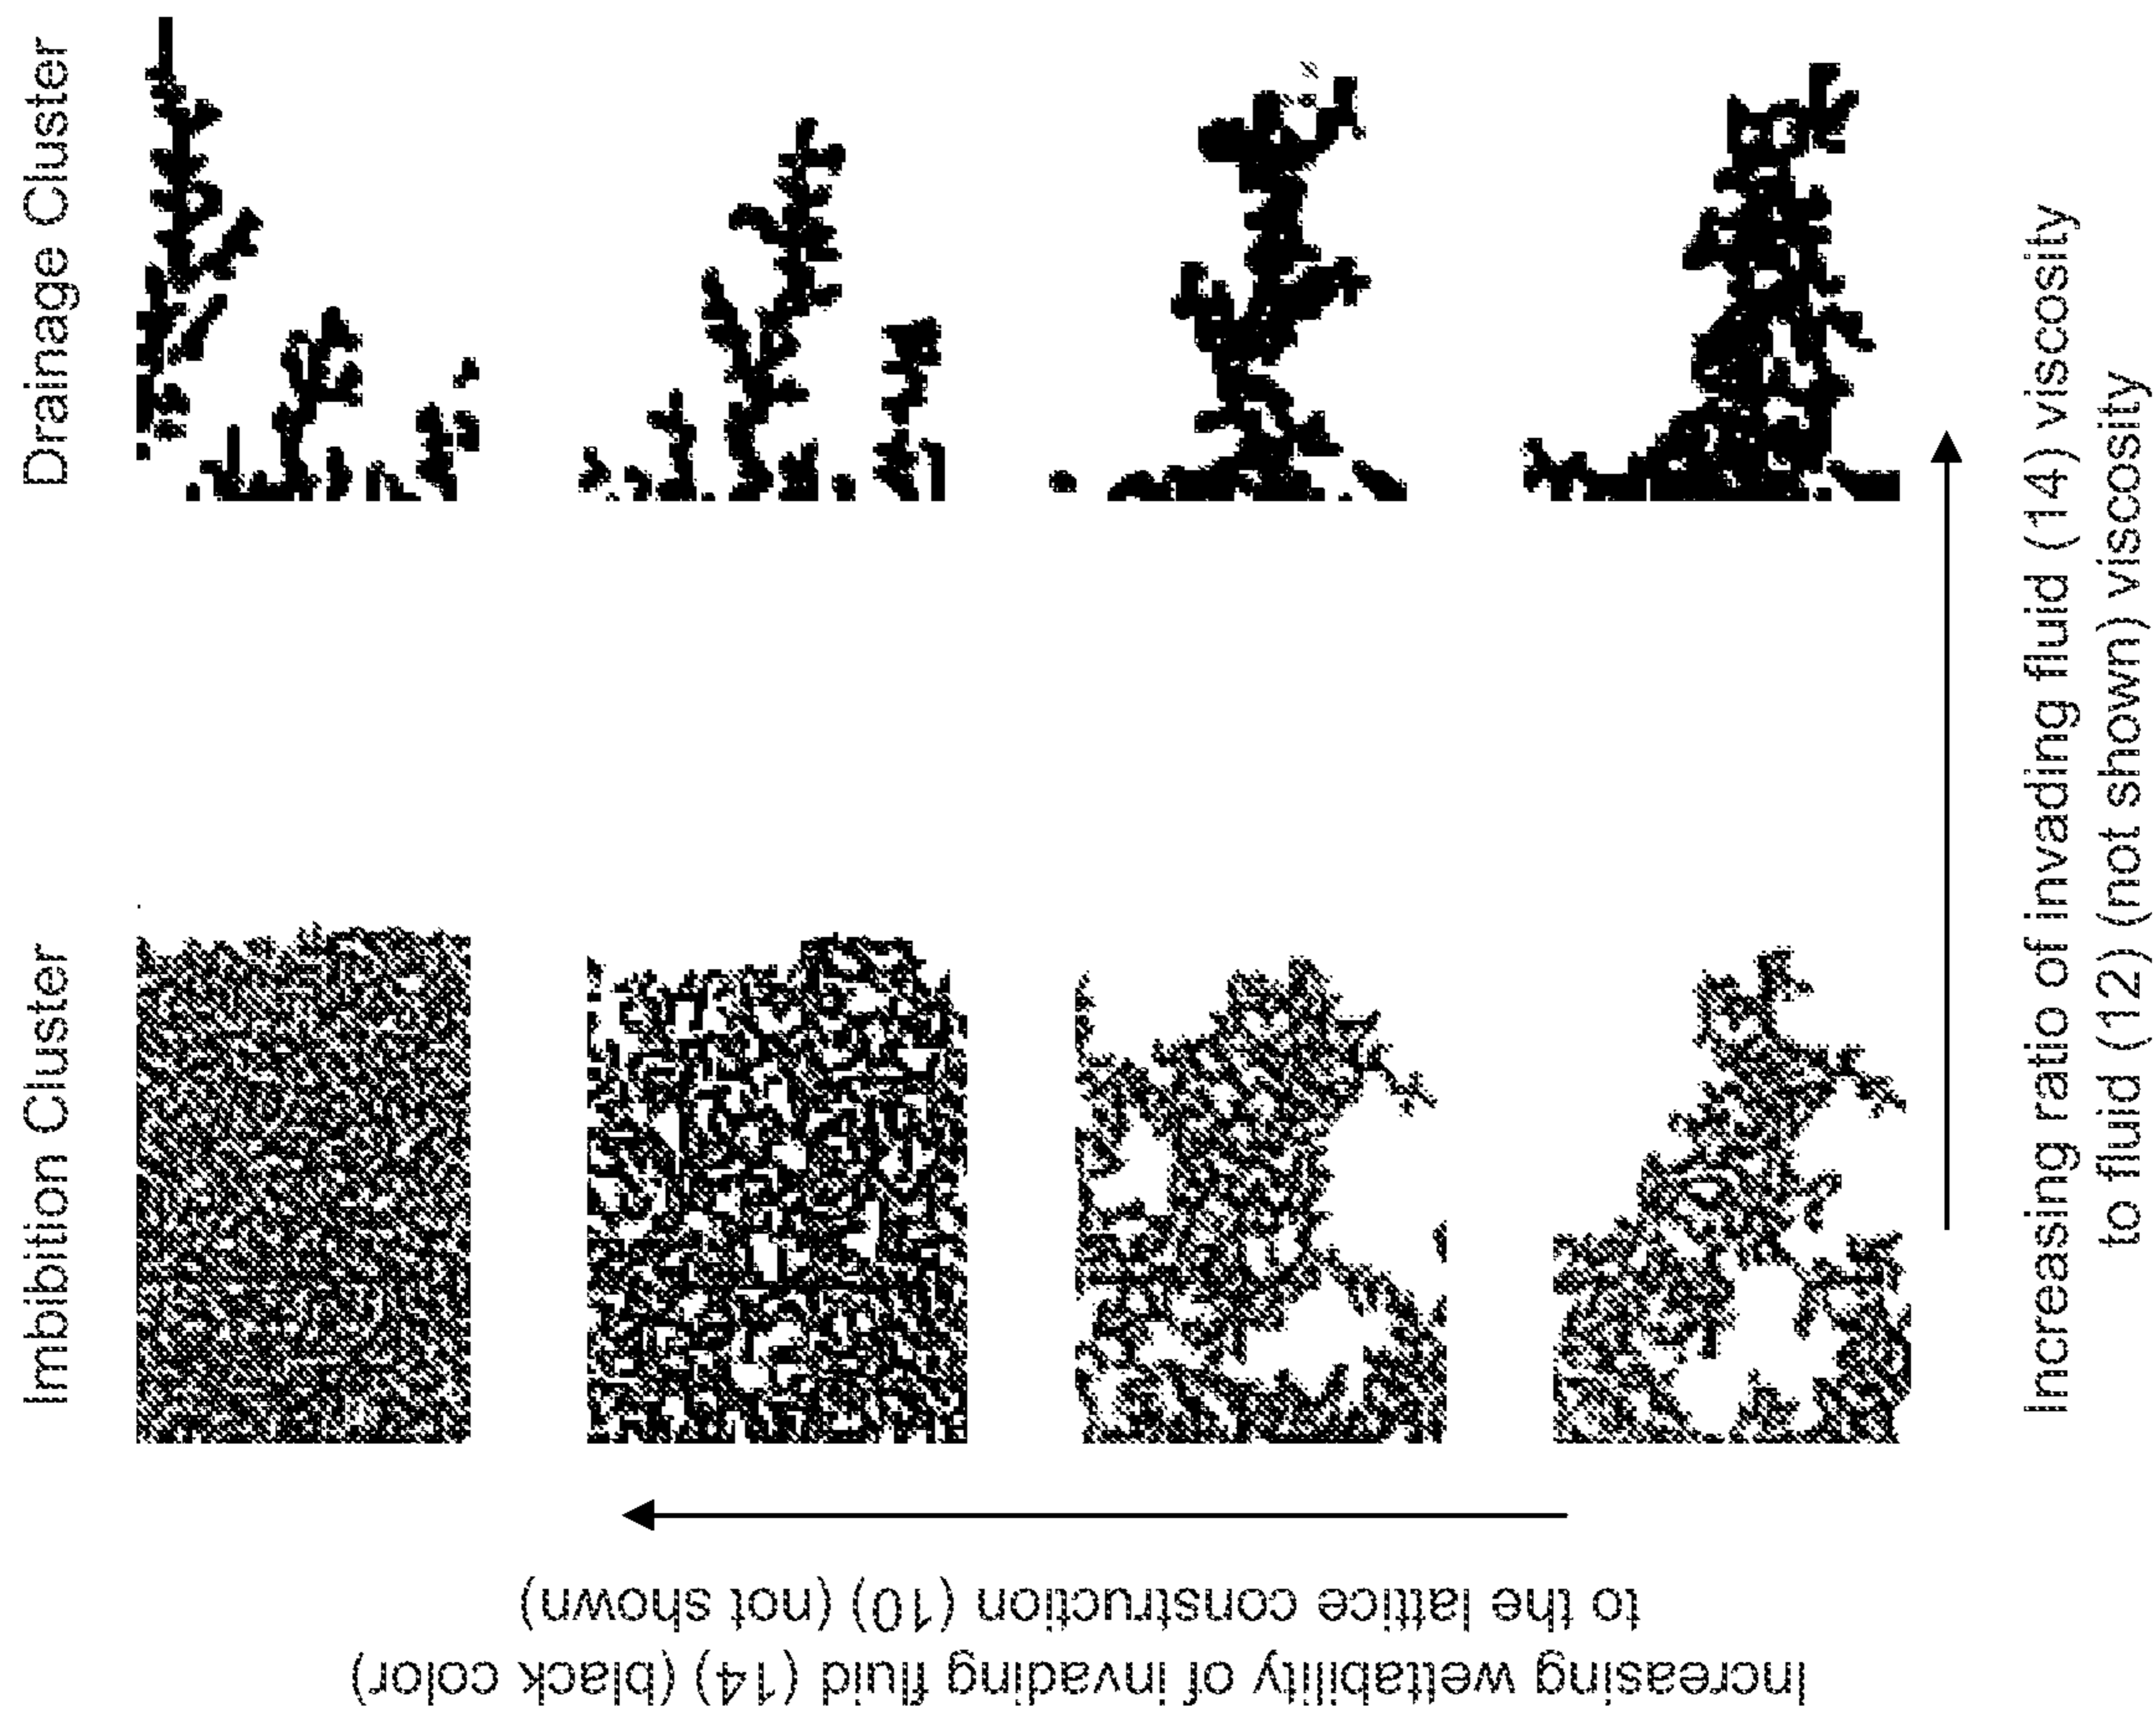 Imbibition Cluster
Drainage Cluster
Increasing wettability of invading fluid (14) (black color)
to the lattice construction (10) (not shown)
Increasing ratio of invading fluid (14) viscosity
to fluid (12) (not shown) viscosity